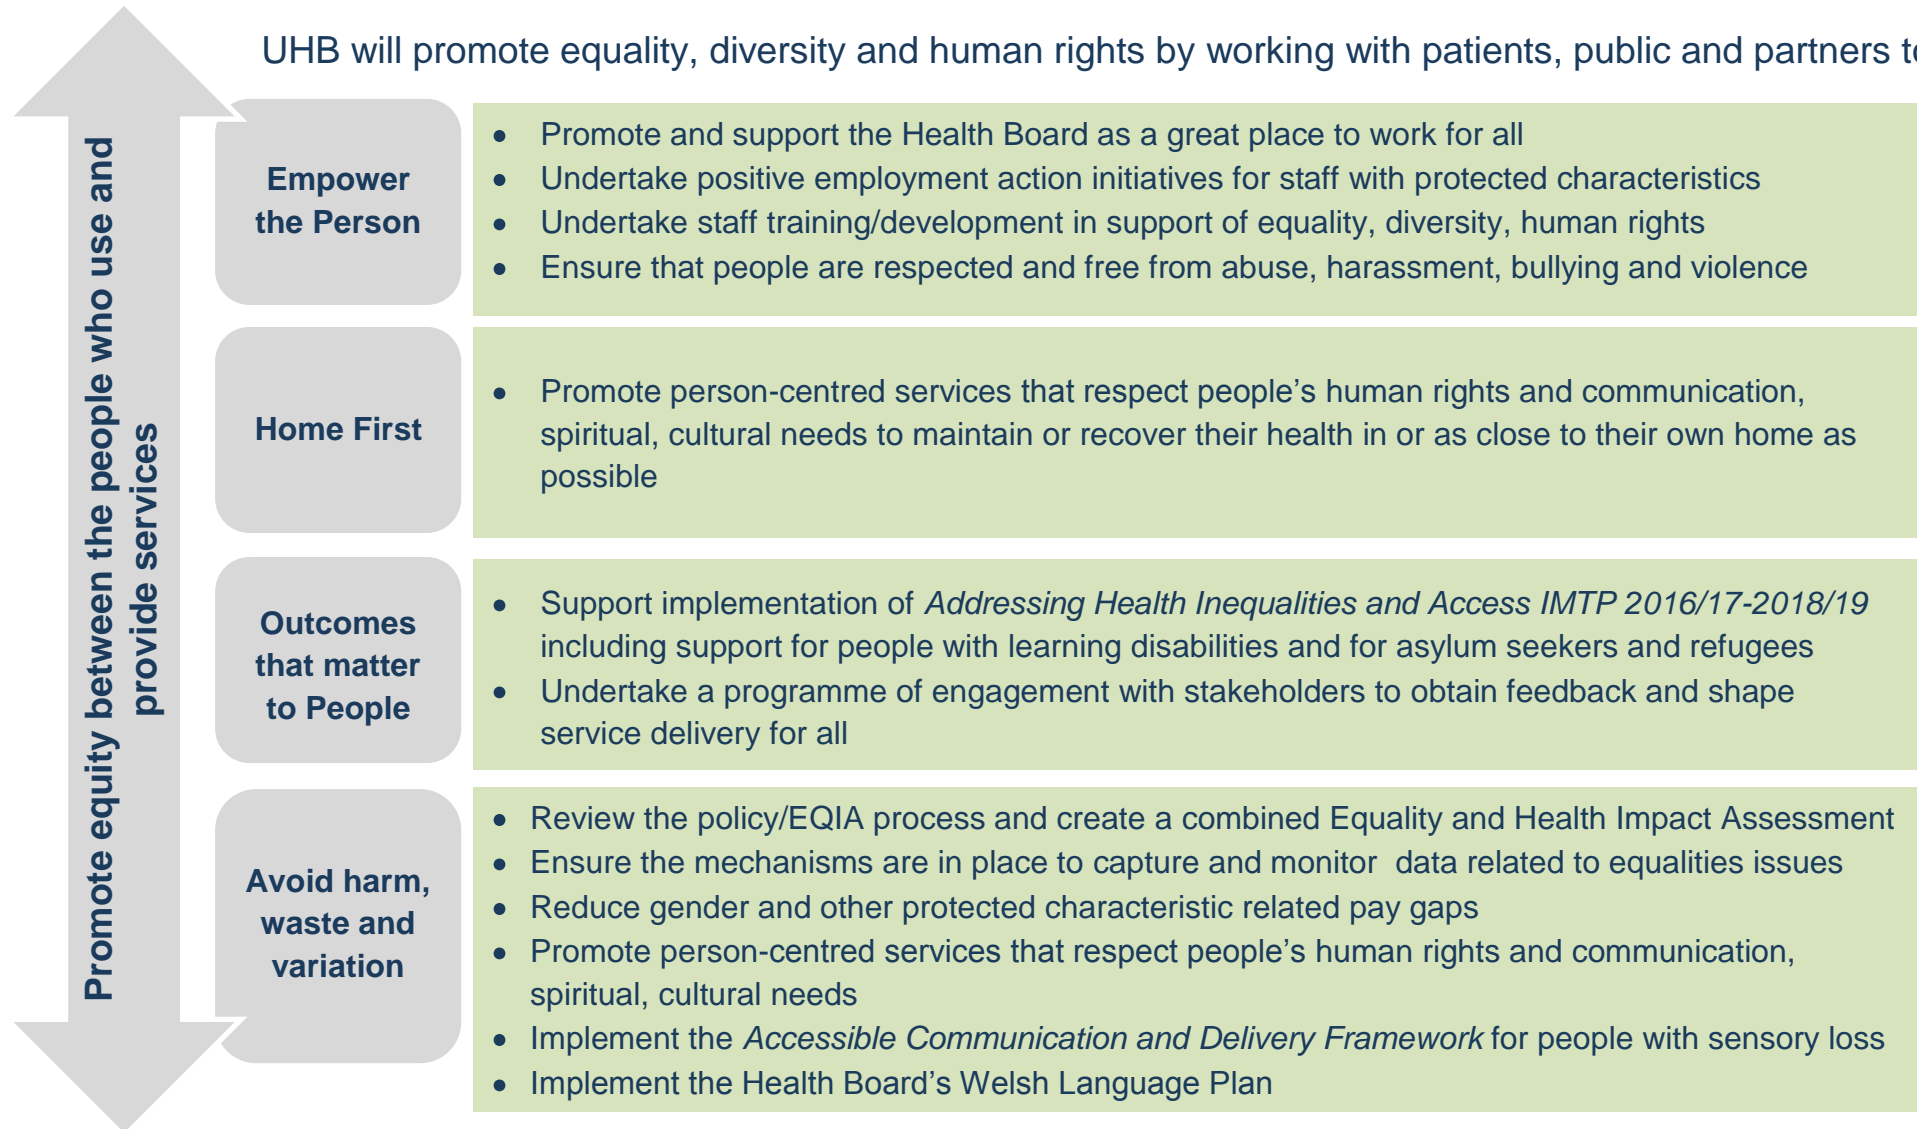 UHB will promote equality, diversity and human rights by working with patients, public and partners to
Promote equity between the people who use and
provide services
Empower
the Person
• Promote and support the Health Board as a great place to work for all
• Undertake positive employment action initiatives for staff with protected characteristics
• Undertake staff training/development in support of equality, diversity, human rights
• Ensure that people are respected and free from abuse, harassment, bullying and violence
Home First
• Promote person-centred services that respect people’s human rights and communication,
spiritual, cultural needs to maintain or recover their health in or as close to their own home as
possible
Outcomes
that matter
to People
• Support implementation of Addressing Health Inequalities and Access IMTP 2016/17-2018/19
including support for people with learning disabilities and for asylum seekers and refugees
• Undertake a programme of engagement with stakeholders to obtain feedback and shape
service delivery for all
Avoid harm,
waste and
variation
• Review the policy/EQIA process and create a combined Equality and Health Impact Assessment
• Ensure the mechanisms are in place to capture and monitor  data related to equalities issues
• Reduce gender and other protected characteristic related pay gaps
• Promote person-centred services that respect people’s human rights and communication,
spiritual, cultural needs
• Implement the Accessible Communication and Delivery Framework for people with sensory loss
• Implement the Health Board’s Welsh Language Plan